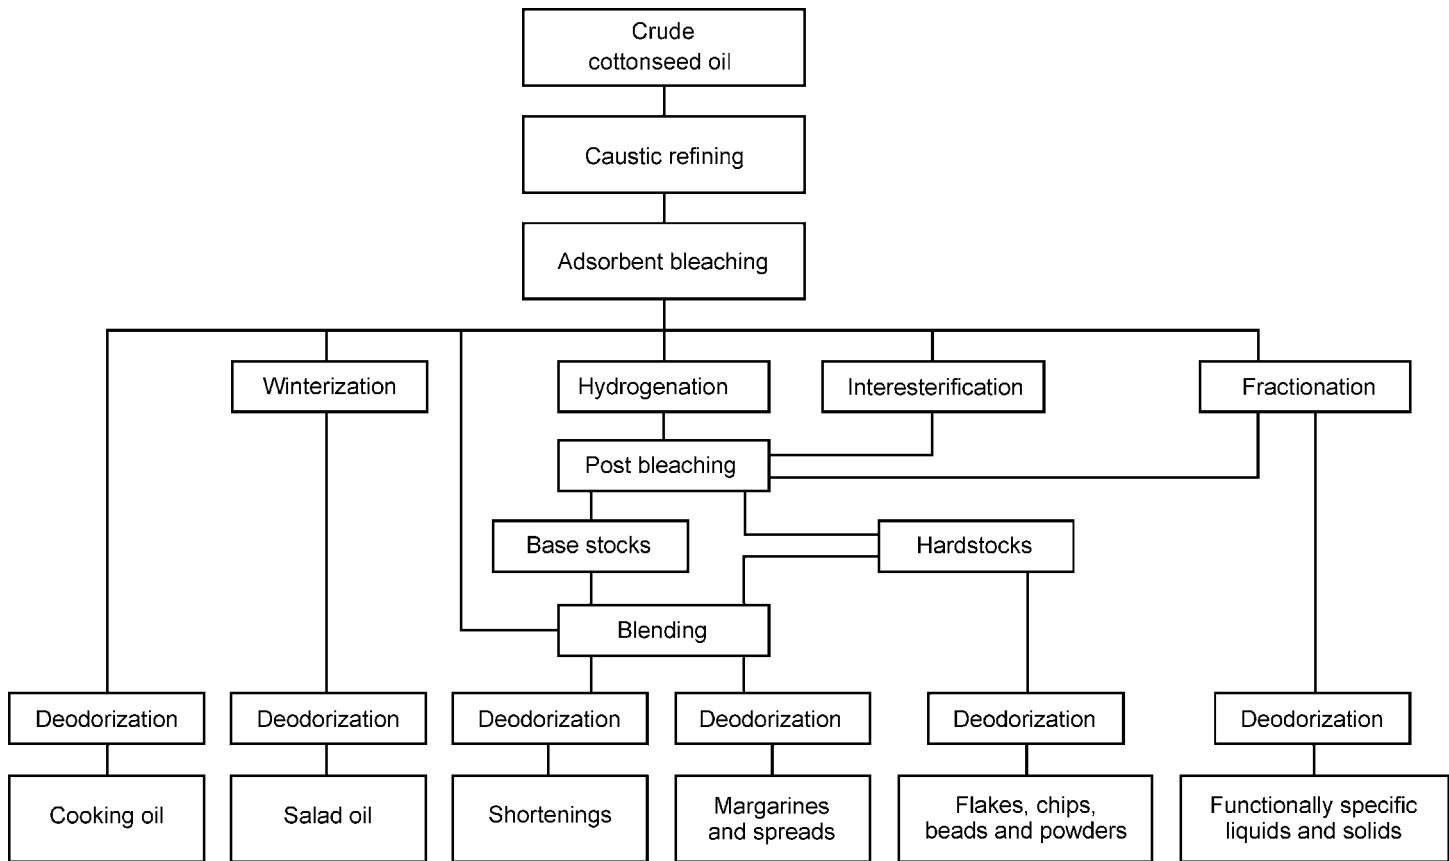 Crude
cottonseed oil
Caustic refining
Adsorbent bleaching
Winterization
Hydrogenation
Interesterification
Fractionation
Post bleaching
Base stocks
Hardstocks
Blending
Deodorization
Deodorization
Deodorization
Deodorization
Deodorization
Deodorization
Cooking oil
Salad oil
Shortenings
Margarines
and spreads
Flakes, chips,
beads and powders
Functionally specific
liquids and solids